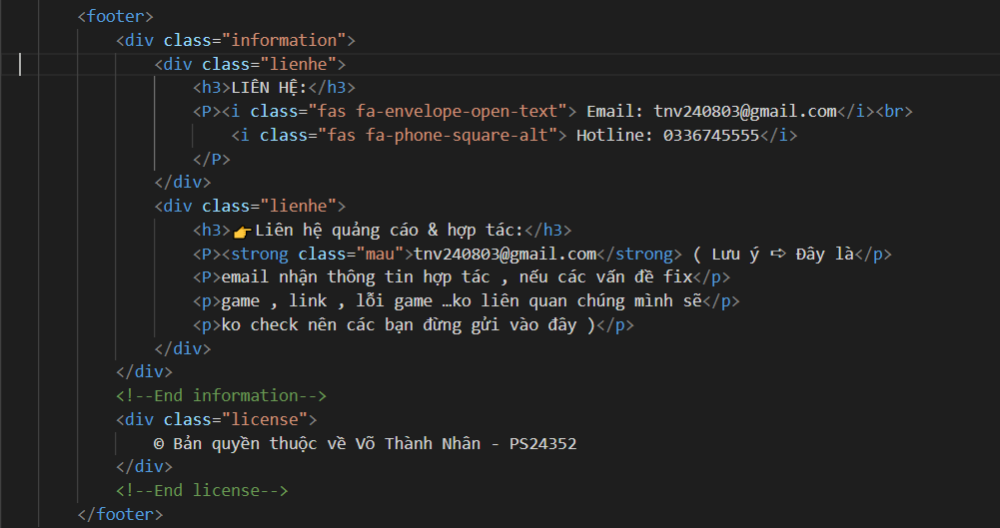 <footer>
<div class="information">
<div class="lienhe">
<h3>LIÊN HỆ:</h3>
<P><i class="fas fa-envelope-open-text"> Email: tnv240803@gmail.com</i><br>
<i class="fas fa-phone-square-alt"> Hotline: 0336745555</i>
</P>
</div>
<div class="lienhe">
<h3>👉Liên hệ quảng cáo & hợp tác:</h3>
<P><strong class="mau">tnv240803@gmail.com</strong> ( Lưu ý ➪ Đây là</p>
<P>email nhận thông tin hợp tác , nếu các vấn đề fix</p>
<p>game , link , lỗi game …ko liên quan chúng mình sẽ</p>
<p>ko check nên các bạn đừng gửi vào đây )</p>
</div>
</div>
<!--End information-->
<div class="license">
© Bản quyền thuộc về Võ Thành Nhân - PS24352
</div>
<!--End license-->
</footer>